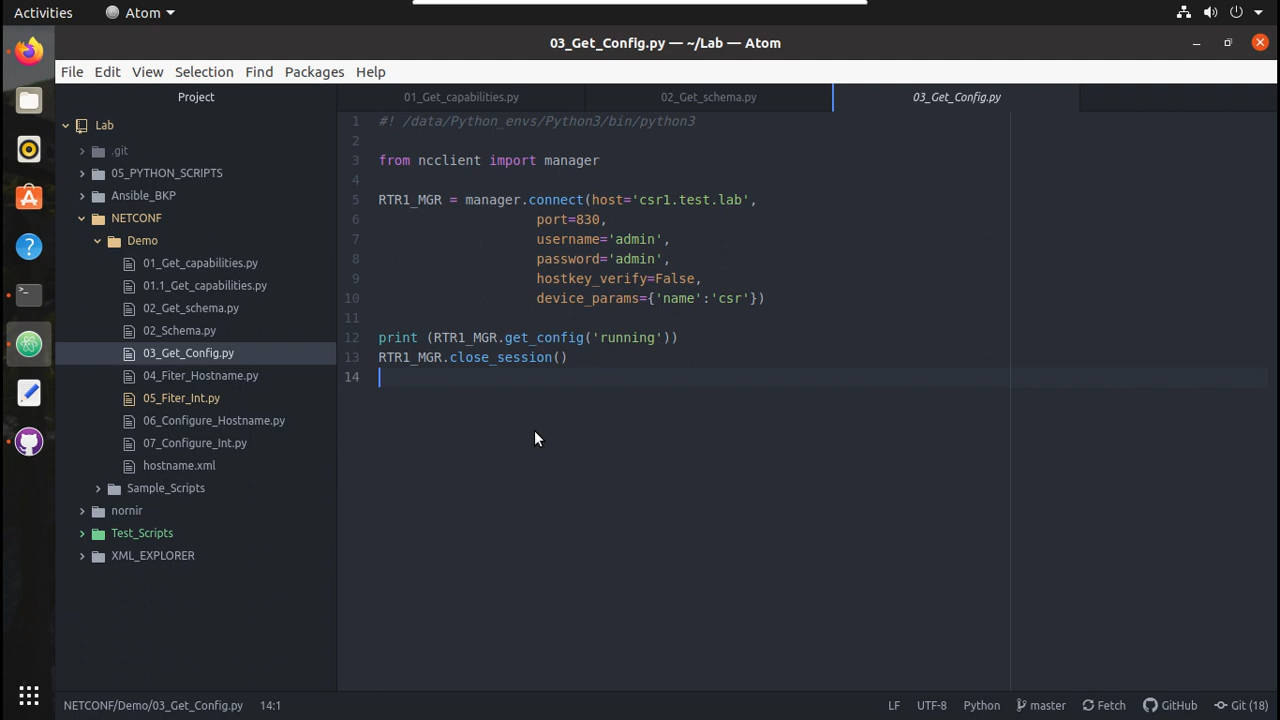 Activities
Atom
03_Get_Config.py — ~/Lab — Atom
File Edit View Selection Find Packages Help
Project
01_Get_capabilities.py
02_Get_schema.py
03_Get_Config.py
Lab
.git
05_PYTHON_SCRIPTS
Ansible_BKP
NETCONF
Demo
01_Get_capabilities.py
01.1_Get_capabilities.py
02_Get_schema.py
02_Schema.py
03_Get_Config.py
04_Fiter_Hostname.py
05_Fiter_Int.py
06_Configure_Hostname.py
07_Configure_Int.py
hostname.xml
Sample_Scripts
nornir
Test_Scripts
XML_EXPLORER
1 #! /data/Python_envs/Python3/bin/python3
2
3 from ncclient import manager
4
5 RTR1_MGR = manager.connect(host='csr1.test.lab',
6 port=830,
7 username='admin',
8 password='admin',
9 hostkey_verify=False,
10 device_params={'name':'csr'})
11
12 print (RTR1_MGR.get_config('running'))
13 RTR1_MGR.close_session()
14
NETCONF/Demo/03_Get_Config.py 14:1
LF UTF-8 Python master Fetch GitHub Git (18)